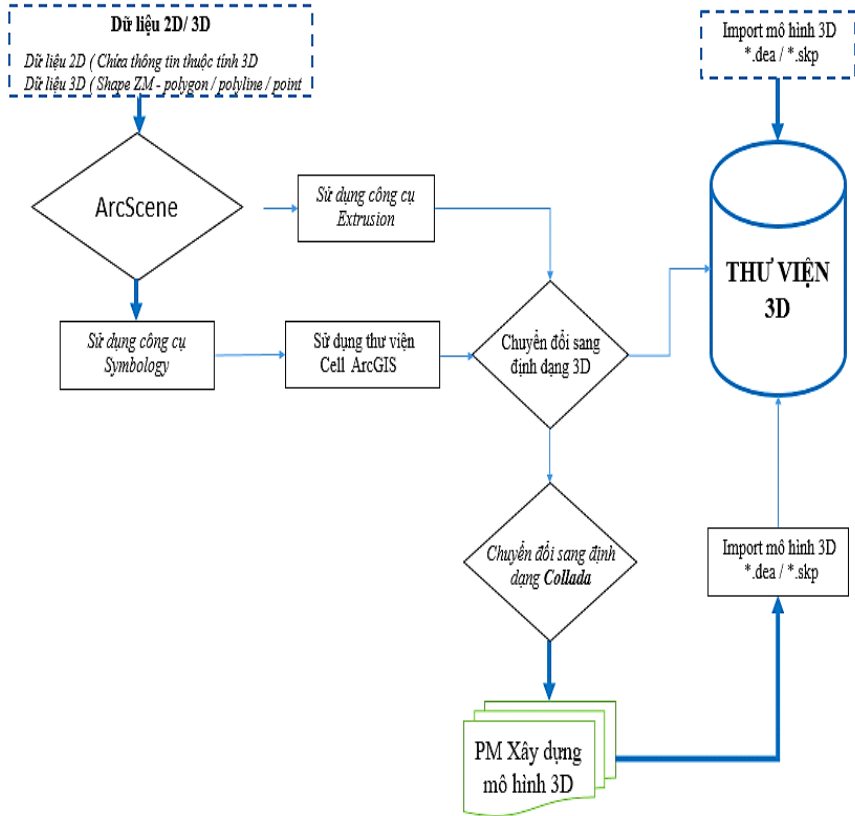 Dữ liệu 2D/ 3D
Dữ liệu 2D ( Chứa thông tin thuộc tính 3D
Dữ liệu 3D ( Shape ZM - polygon / polyline / point
Import mô hình 3D
*.dea / *.skp
ArcScene
Sử dụng công cụ
Extrusion
THƯ VIỆN
3D
Sử dụng công cụ
Symbology
Sử dụng thư viện
Cell ArcGIS
Chuyển đổi sang
định dạng 3D
Chuyển đổi sang định
dạng Collada
Import mô hình 3D
*.dea / *.skp
PM Xây dựng
mô hình 3D